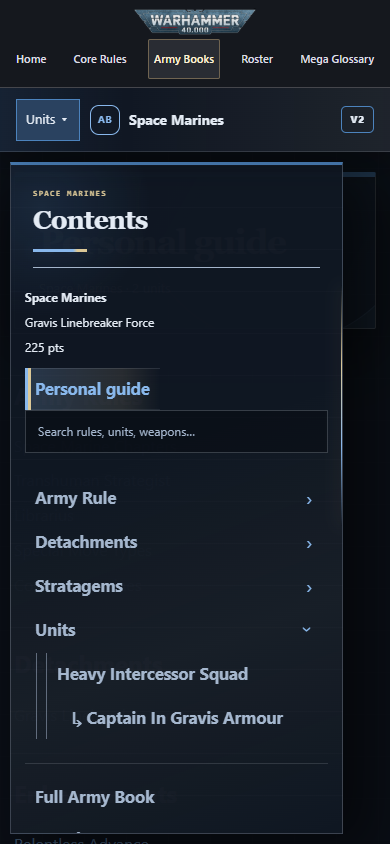 WARHAMMER
40,000
Home Core Rules Army Books Roster Mega Glossary
Units AB Space Marines V2
SPACE MARINES
Contents
Space Marines
Gravis Linebreaker Force
225 pts
Personal guide
Search rules, units, weapons...
Army Rule
Detachments
Stratagems
Units
Heavy Intercessor Squad
↳ Captain In Gravis Armour
Full Army Book
Relentless Advance